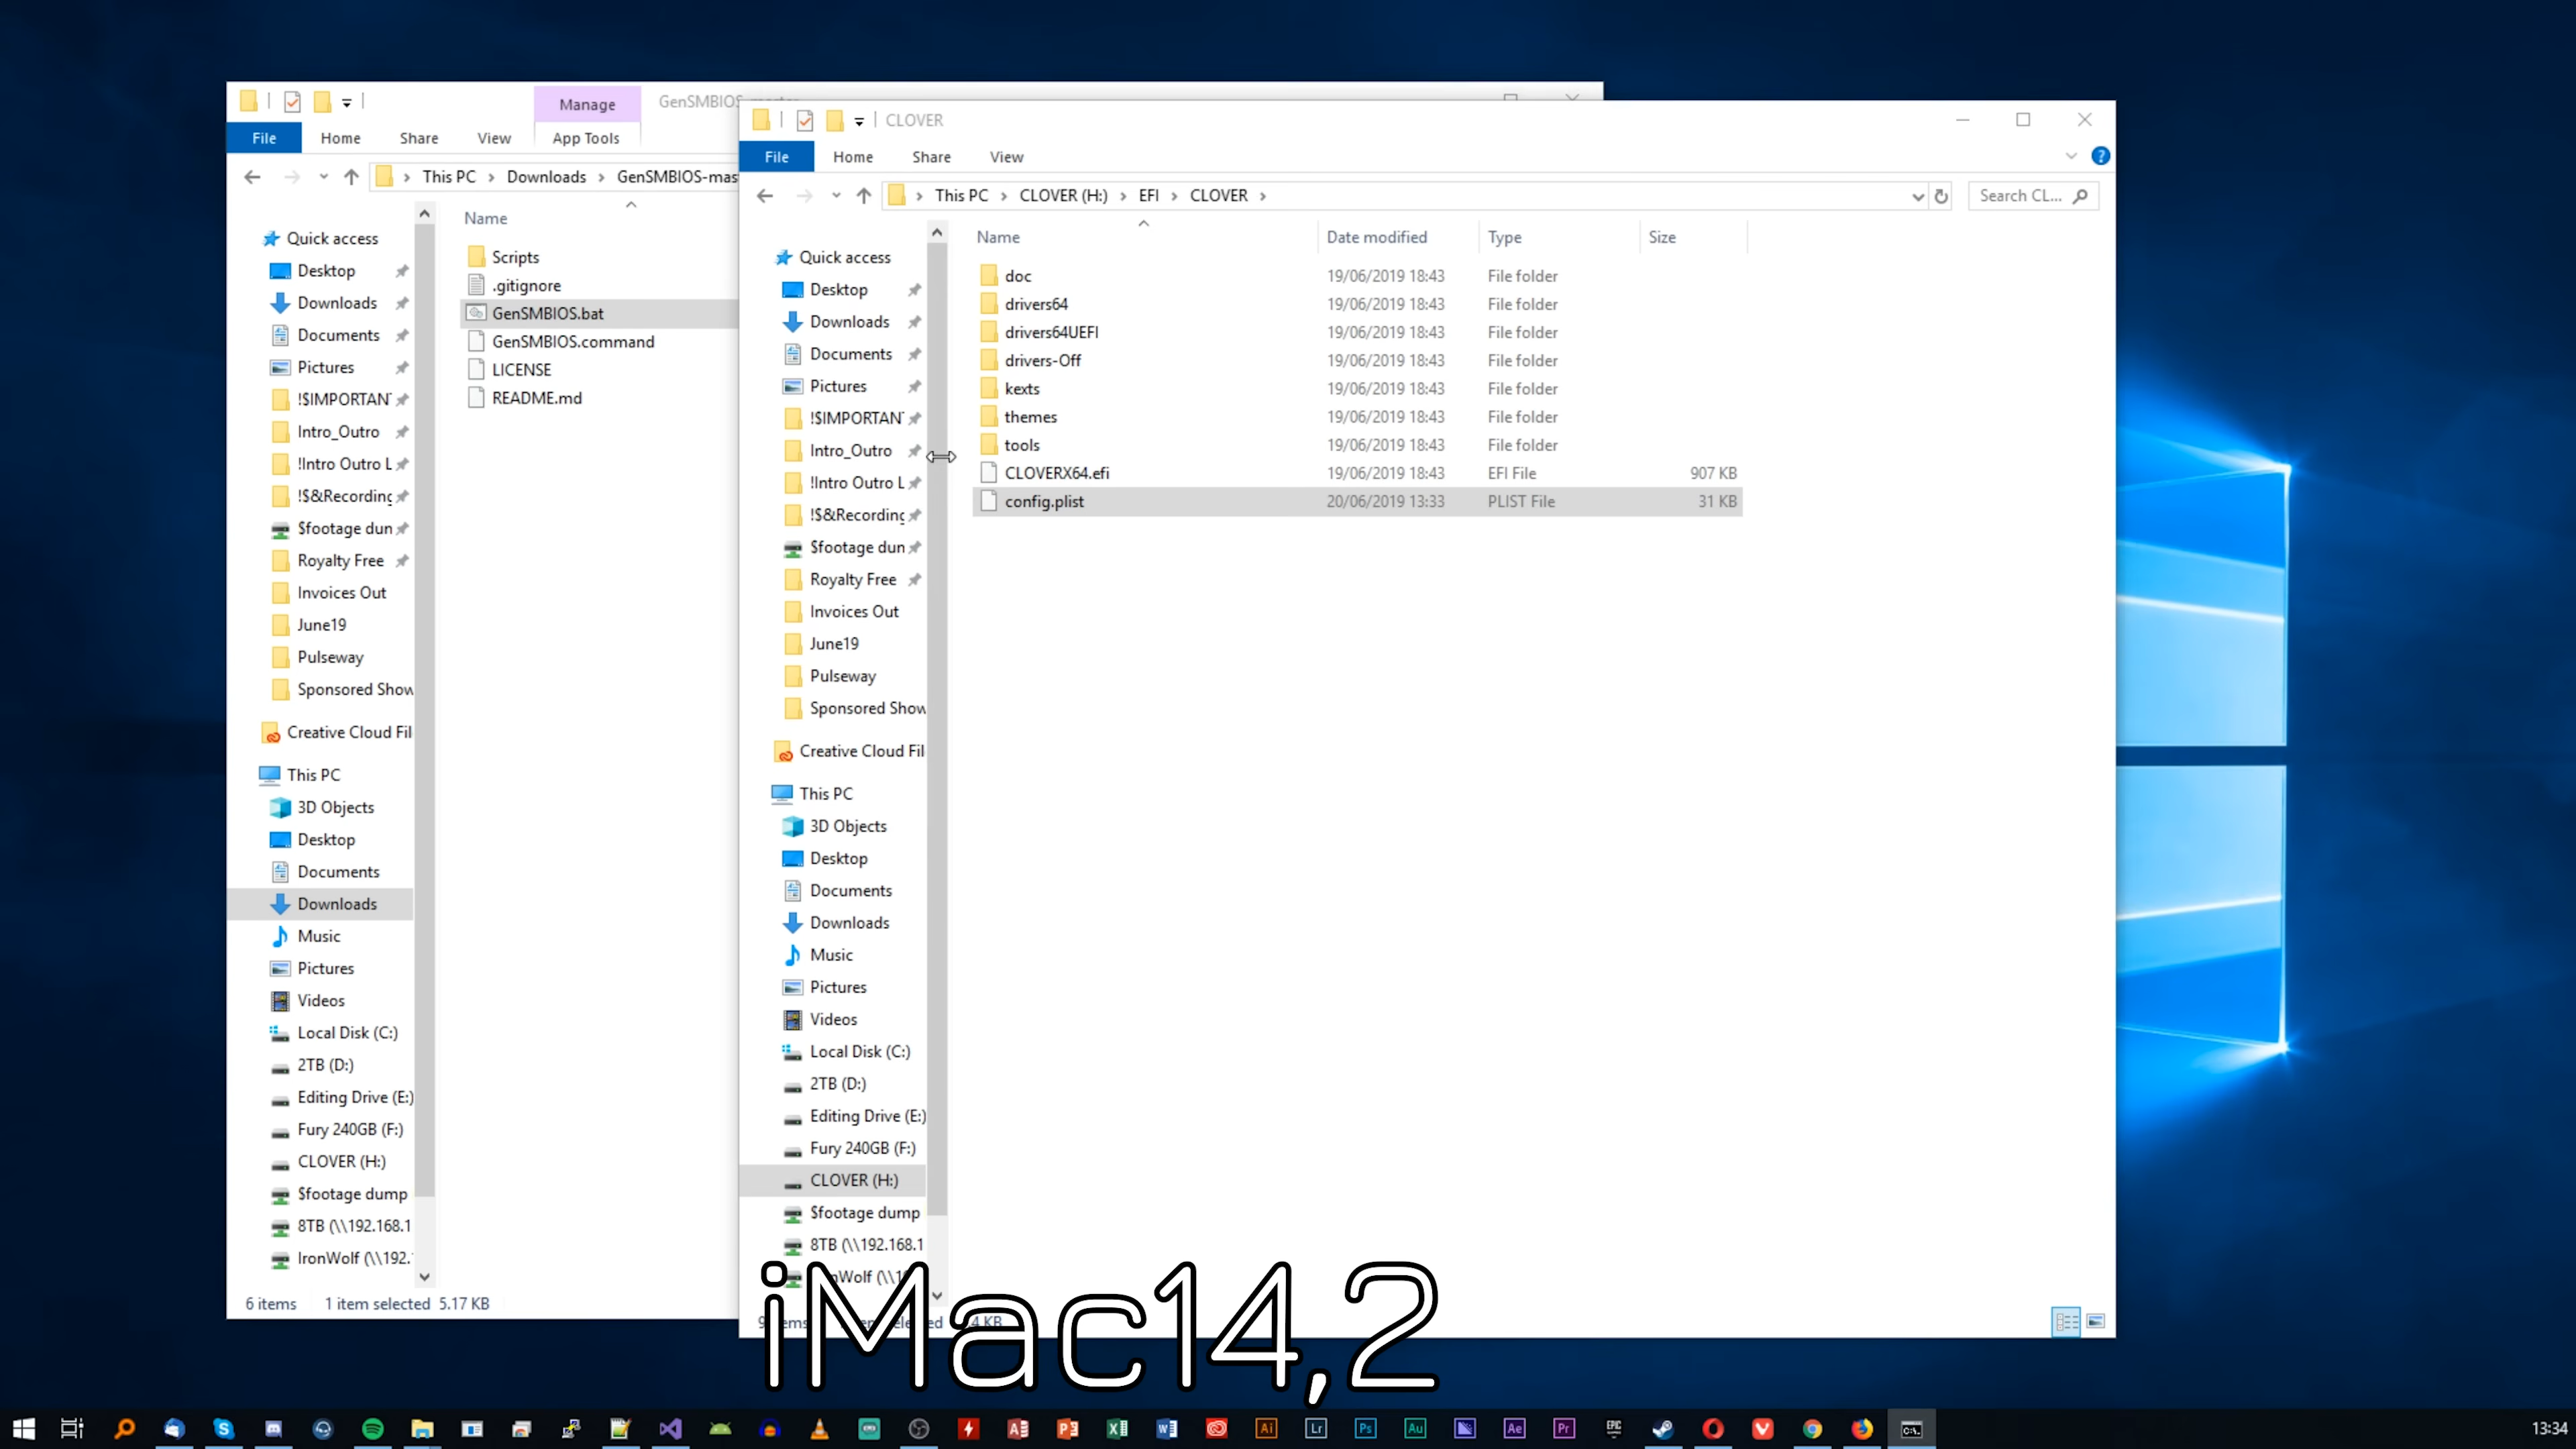 Manage
GenSMBIOS-master
File
Home
Share
View
App Tools
This PC
Downloads
GenSMBIOS-mas
Name
Quick access
Desktop
Downloads
Documents
Pictures
!$IMPORTAN
Intro_Outro
!Intro Outro L
!$&Recording
$footage dun
Royalty Free
Invoices Out
June19
Pulseway
Sponsored Show
Creative Cloud Fil
This PC
3D Objects
Desktop
Documents
Downloads
Music
Pictures
Videos
Local Disk (C:)
2TB (D:)
Editing Drive (E:)
Fury 240GB (F:)
CLOVER (H:)
$footage dump
8TB (\\192.168.1
IronWolf (\\192.
Scripts
.gitignore
GenSMBIOS.bat
GenSMBIOS.command
LICENSE
README.md
6 items 1 item selected 5.17 KB
CLOVER
File Home Share View
This PC CLOVER (H:) EFI CLOVER
Search CL...
Quick access
Desktop
Downloads
Documents
Pictures
!$IMPORTAN
Intro_Outro
!Intro Outro L
!$&Recording
$footage dun
Royalty Free
Invoices Out
June19
Pulseway
Sponsored Show
Creative Cloud Fil
This PC
3D Objects
Desktop
Documents
Downloads
Music
Pictures
Videos
Local Disk (C:)
2TB (D:)
Editing Drive (E:)
Fury 240GB (F:)
CLOVER (H:)
$footage dump
8TB (\\192.168.1
Name Date modified Type Size
doc 19/06/2019 18:43 File folder
drivers64 19/06/2019 18:43 File folder
drivers64UEFI 19/06/2019 18:43 File folder
drivers-Off 19/06/2019 18:43 File folder
kexts 19/06/2019 18:43 File folder
themes 19/06/2019 18:43 File folder
tools 19/06/2019 18:43 File folder
CLOVERX64.efi 19/06/2019 18:43 EFI File 907 KB
config.plist 20/06/2019 13:33 PLIST File 31 KB
iMac14,2
Ai
Lr
Ps
Au
Ae
Pr
EPIC
13:34